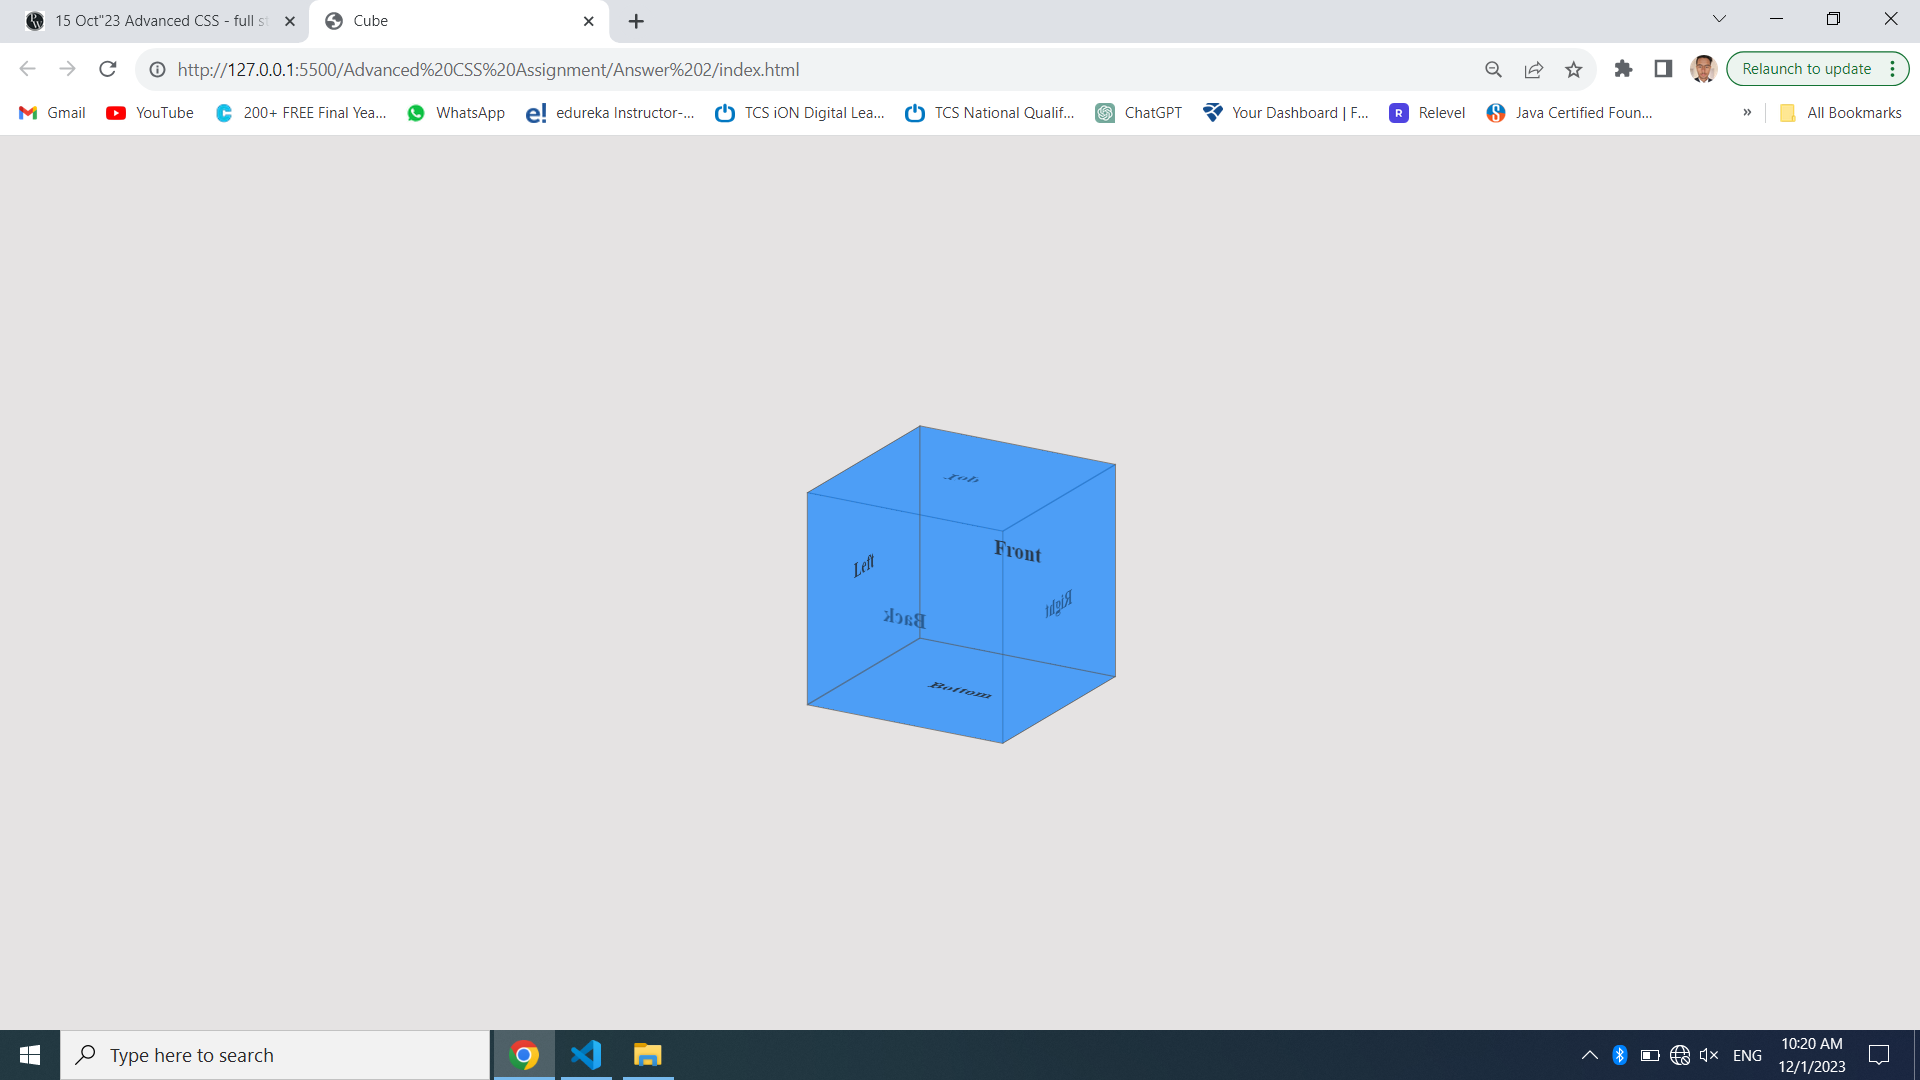 15 Oct"23 Advanced CSS - full st
Cube
http://127.0.0.1:5500/Advanced%20CSS%20Assignment/Answer%202/index.html
Relaunch to update
Gmail YouTube 200+ FREE Final Yea... WhatsApp edureka Instructor-... TCS iON Digital Lea... TCS National Qualif... ChatGPT Your Dashboard | F... Relevel Java Certified Foun... » All Bookmarks
Top
Front
Left
Right
Back
Bottom
Type here to search
ENG
10:20 AM
12/1/2023